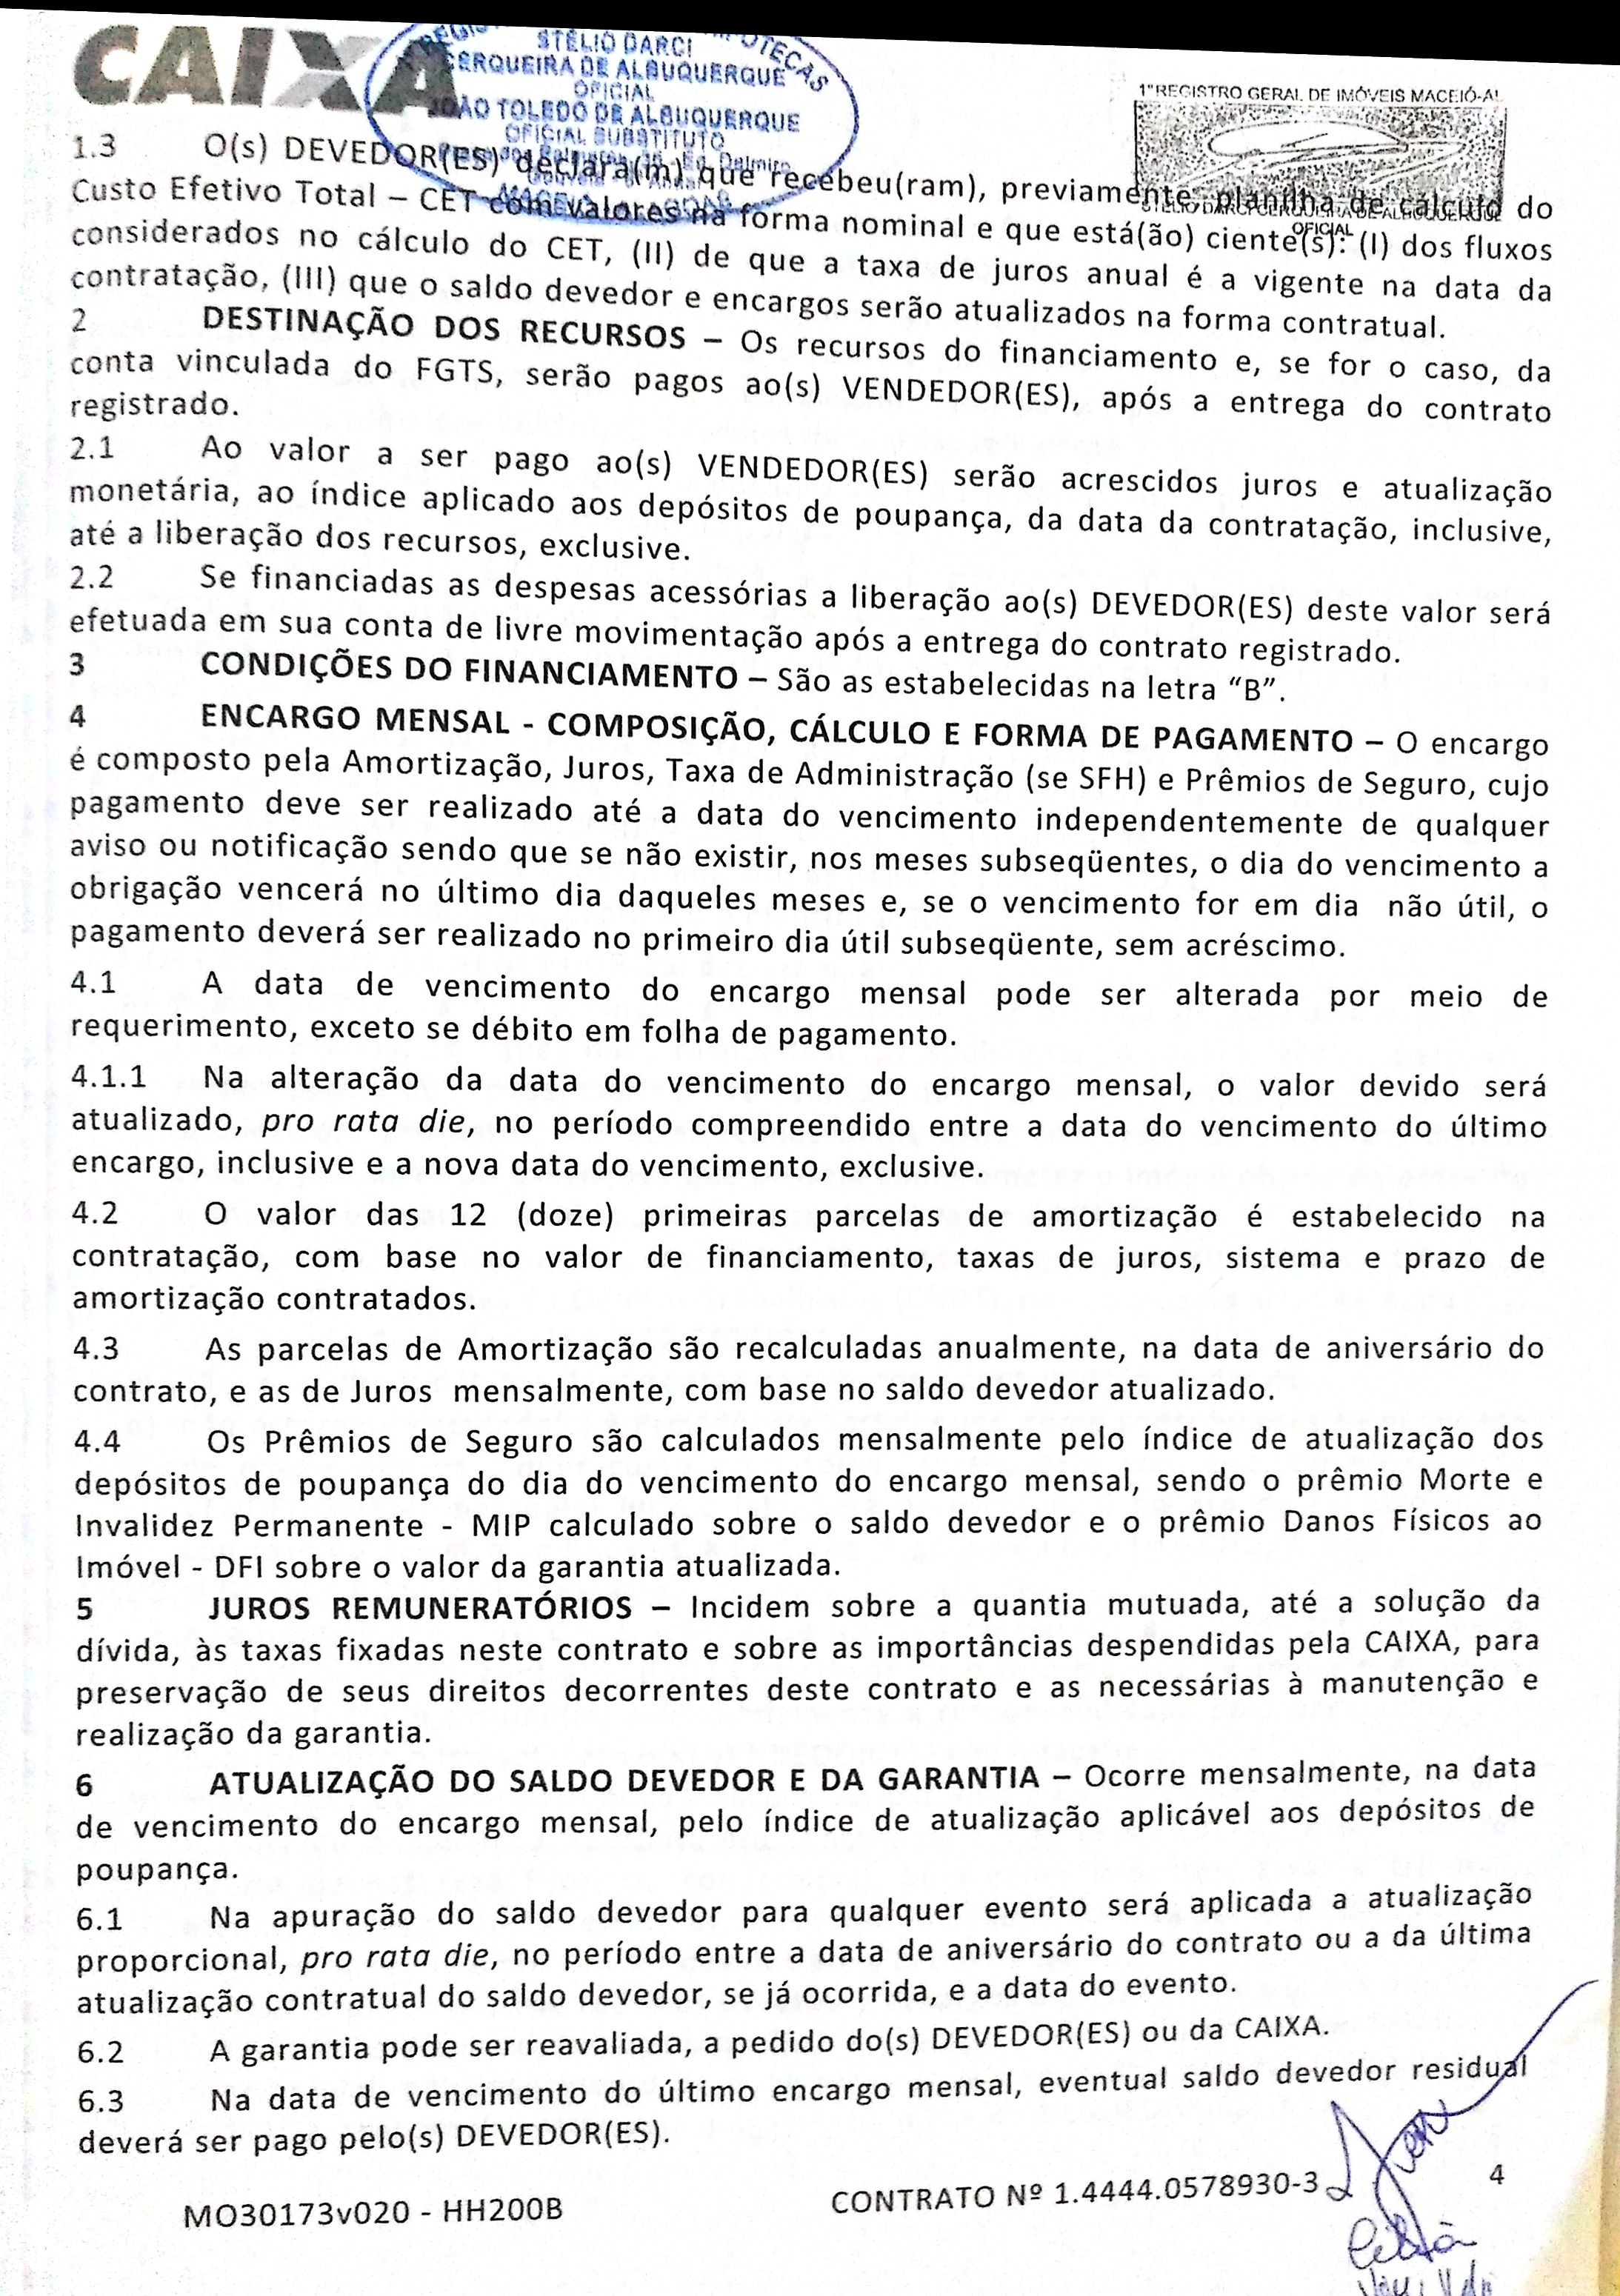 CAIXA
STÉLIO DARCI
CERQUEIRA DE ALBUQUERQUE
OFICIAL
JOÃO TOLEDO DE ALBUQUERQUE
OFICIAL SUBSTITUTO
1º REGISTRO GERAL DE IMÓVEIS MACEIÓ-AL
STÉLIO DARCI CERQUEIRA DE ALBUQUERQUE
OFICIAL
1.3 O(s) DEVEDOR(ES) declara(m) que recebeu(ram), previamente, planilha de cálculo do
Custo Efetivo Total – CET com valores na forma nominal e que está(ão) ciente(s): (I) dos fluxos
considerados no cálculo do CET, (II) de que a taxa de juros anual é a vigente na data da
contratação, (III) que o saldo devedor e encargos serão atualizados na forma contratual.
2 DESTINAÇÃO DOS RECURSOS – Os recursos do financiamento e, se for o caso, da
conta vinculada do FGTS, serão pagos ao(s) VENDEDOR(ES), após a entrega do contrato
registrado.
2.1 Ao valor a ser pago ao(s) VENDEDOR(ES) serão acrescidos juros e atualização
monetária, ao índice aplicado aos depósitos de poupança, da data da contratação, inclusive,
até a liberação dos recursos, exclusive.
2.2 Se financiadas as despesas acessórias a liberação ao(s) DEVEDOR(ES) deste valor será
efetuada em sua conta de livre movimentação após a entrega do contrato registrado.
3 CONDIÇÕES DO FINANCIAMENTO – São as estabelecidas na letra “B”.
4 ENCARGO MENSAL - COMPOSIÇÃO, CÁLCULO E FORMA DE PAGAMENTO – O encargo
é composto pela Amortização, Juros, Taxa de Administração (se SFH) e Prêmios de Seguro, cujo
pagamento deve ser realizado até a data do vencimento independentemente de qualquer
aviso ou notificação sendo que se não existir, nos meses subseqüentes, o dia do vencimento a
obrigação vencerá no último dia daqueles meses e, se o vencimento for em dia não útil, o
pagamento deverá ser realizado no primeiro dia útil subseqüente, sem acréscimo.
4.1 A data de vencimento do encargo mensal pode ser alterada por meio de
requerimento, exceto se débito em folha de pagamento.
4.1.1 Na alteração da data do vencimento do encargo mensal, o valor devido será
atualizado, pro rata die, no período compreendido entre a data do vencimento do último
encargo, inclusive e a nova data do vencimento, exclusive.
4.2 O valor das 12 (doze) primeiras parcelas de amortização é estabelecido na
contratação, com base no valor de financiamento, taxas de juros, sistema e prazo de
amortização contratados.
4.3 As parcelas de Amortização são recalculadas anualmente, na data de aniversário do
contrato, e as de Juros mensalmente, com base no saldo devedor atualizado.
4.4 Os Prêmios de Seguro são calculados mensalmente pelo índice de atualização dos
depósitos de poupança do dia do vencimento do encargo mensal, sendo o prêmio Morte e
Invalidez Permanente - MIP calculado sobre o saldo devedor e o prêmio Danos Físicos ao
Imóvel - DFI sobre o valor da garantia atualizada.
5 JUROS REMUNERATÓRIOS – Incidem sobre a quantia mutuada, até a solução da
dívida, às taxas fixadas neste contrato e sobre as importâncias despendidas pela CAIXA, para
preservação de seus direitos decorrentes deste contrato e as necessárias à manutenção e
realização da garantia.
6 ATUALIZAÇÃO DO SALDO DEVEDOR E DA GARANTIA – Ocorre mensalmente, na data
de vencimento do encargo mensal, pelo índice de atualização aplicável aos depósitos de
poupança.
6.1 Na apuração do saldo devedor para qualquer evento será aplicada a atualização
proporcional, pro rata die, no período entre a data de aniversário do contrato ou a da última
atualização contratual do saldo devedor, se já ocorrida, e a data do evento.
6.2 A garantia pode ser reavaliada, a pedido do(s) DEVEDOR(ES) ou da CAIXA.
6.3 Na data de vencimento do último encargo mensal, eventual saldo devedor residual
deverá ser pago pelo(s) DEVEDOR(ES).
MO30173v020 - HH200B
CONTRATO Nº 1.4444.0578930-3
4